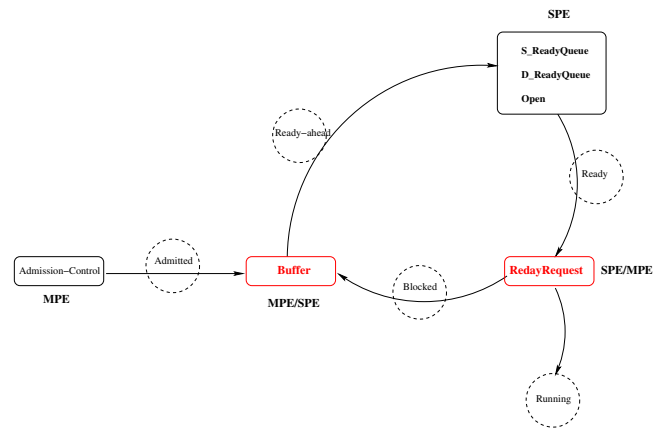 SPE
S_ReadyQueue
D_ReadyQueue
Open
Ready-ahead
Ready
Admitted
Admission-Control
Buffer
RedayRequest
SPE/MPE
Blocked
MPE
MPE/SPE
Running